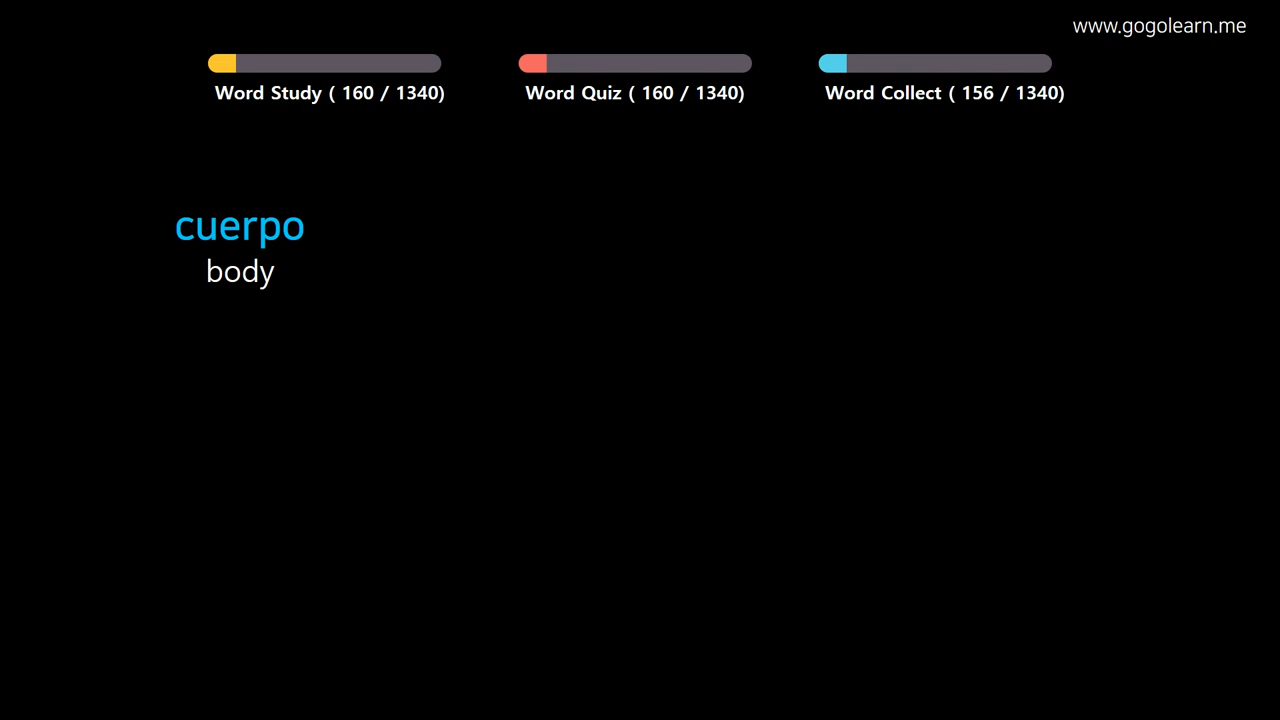 www.gogolearn.me
Word Study ( 160 / 1340)
Word Quiz ( 160 / 1340)
Word Collect ( 156 / 1340)
cuerpo
body